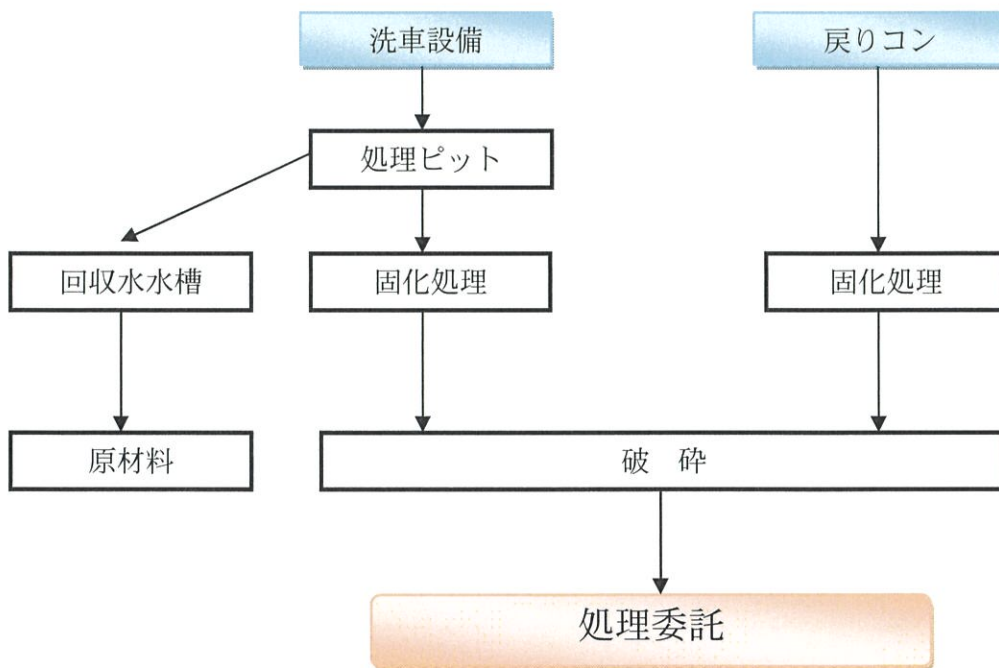 洗車設備
戻りコン
処理ピット
回収水水槽
固化処理
固化処理
原材料
破　砕
処理委託